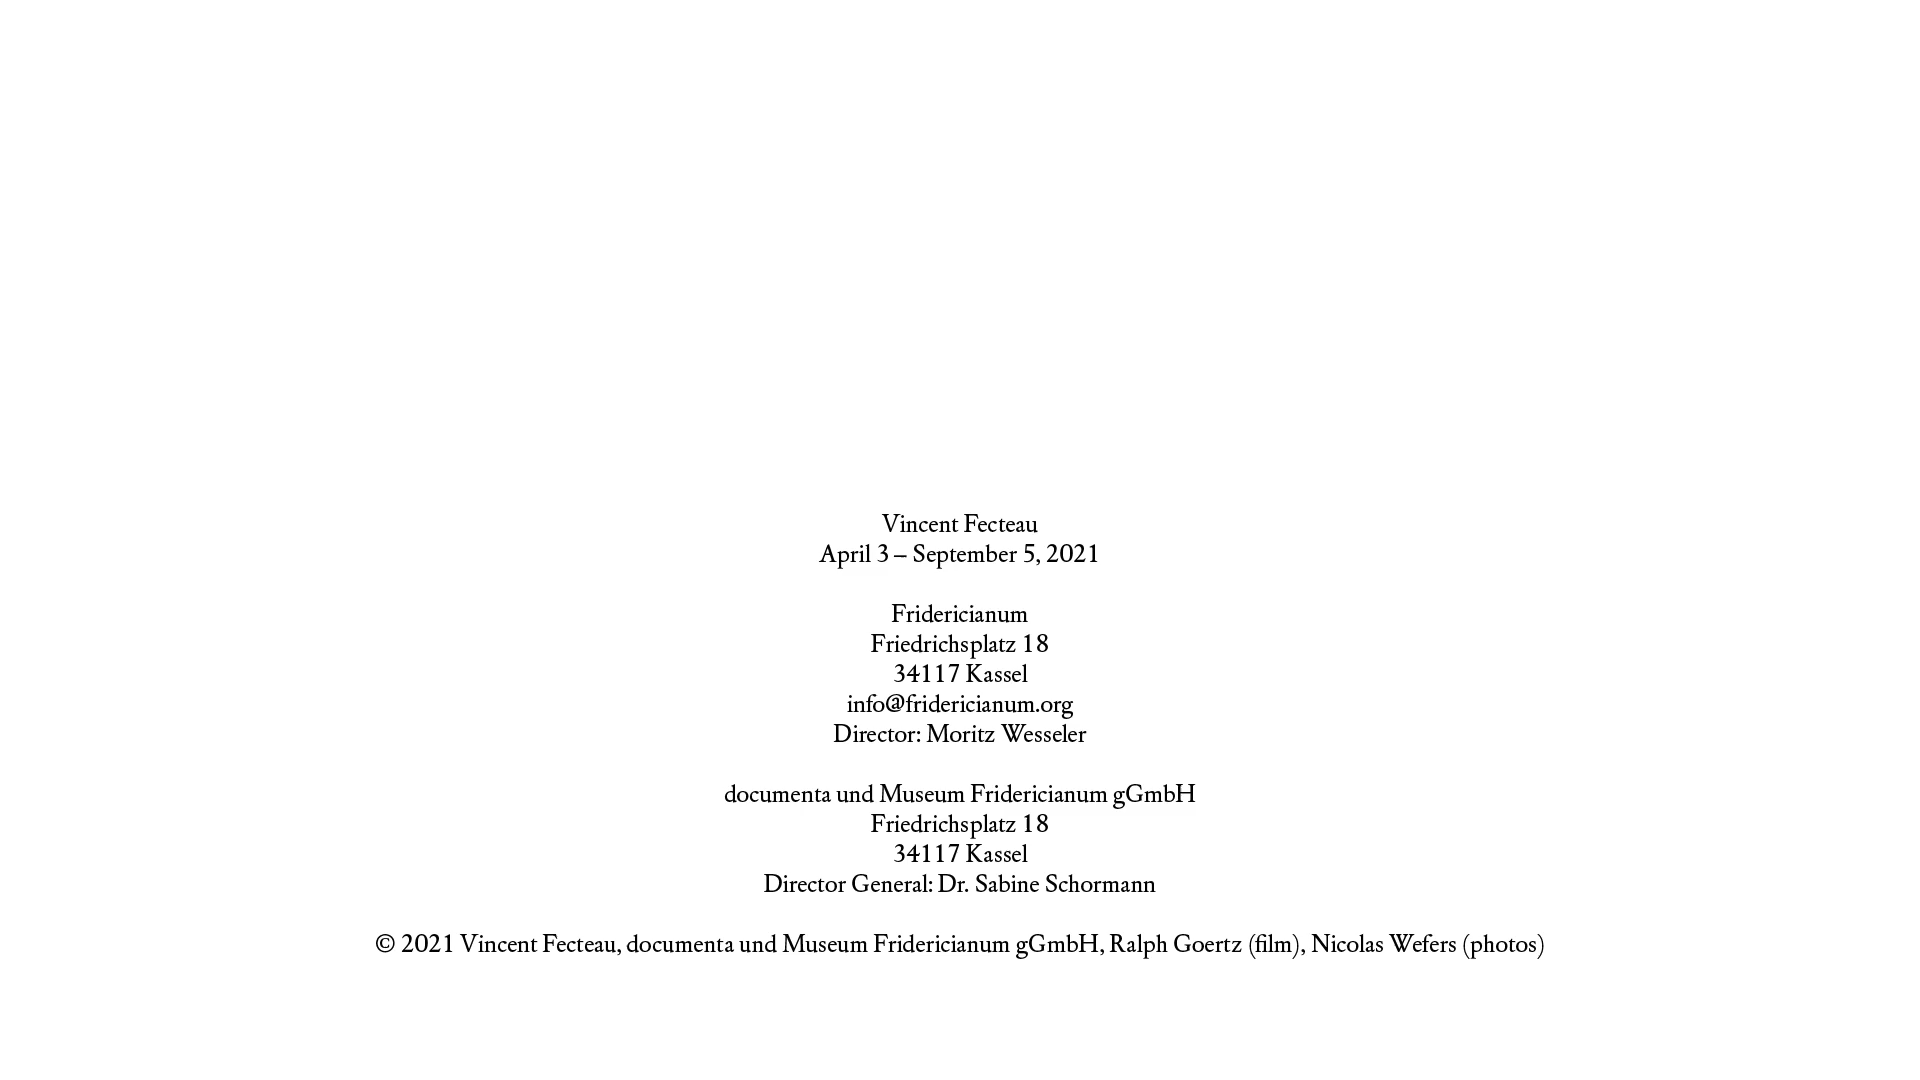 Vincent Fecteau
April 3 – September 5, 2021
Fridericianum
Friedrichsplatz 18
34117 Kassel
info@fridericianum.org
Director: Moritz Wesseler
documenta und Museum Fridericianum gGmbH
Friedrichsplatz 18
34117 Kassel
Director General: Dr. Sabine Schormann
© 2021 Vincent Fecteau, documenta und Museum Fridericianum gGmbH, Ralph Goertz (film), Nicolas Wefers (photos)